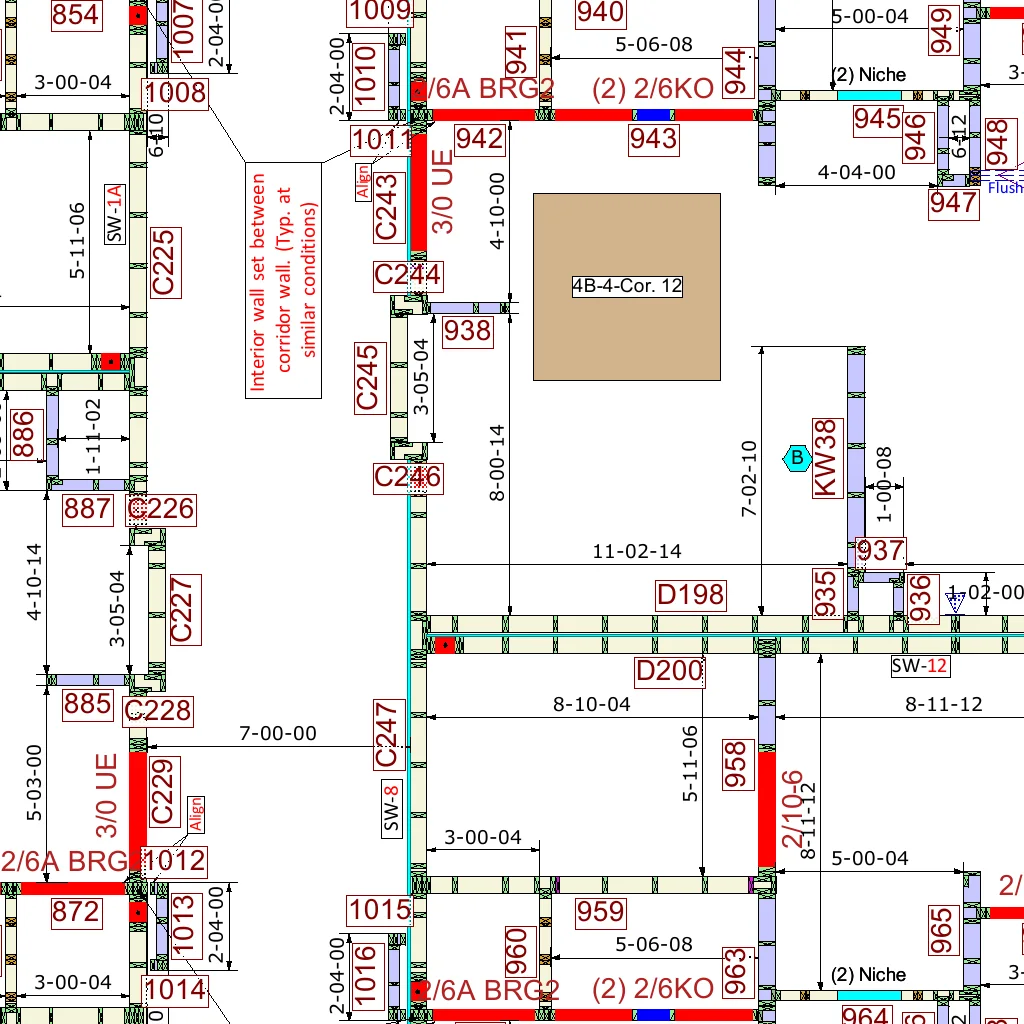 854
1007
2-04-00
3-00-04
1008
6-10
1009
1010
2-04-00
941
940
5-06-08
944
/6A BRG2
(2) 2/6KO
5-00-04
949
(2) Niche
945
946
6-12
948
4-04-00
947
Flush
3-
1011
942
943
Align
C243
3/0 UE
4-10-00
SW-1A
5-11-06
C225
Interior wall set between
corridor wall. (Typ. at
similar conditions)
C244
938
4B-4-Cor. 12
C245
3-05-04
886
1-11-02
8-00-14
7-02-10
B
KW38
1-00-08
C246
887
C226
4-10-14
3-05-04
C227
11-02-14
937
D198
935
936
1-02-00
885
C228
D200
SW-12
8-10-04
8-11-12
7-00-00
C247
5-03-00
3/0 UE
C229
Align
SW-8
5-11-06
958
2/10-6
8-11-12
3-00-04
5-00-04
2/6A BRG
1012
872
1013
2-04-00
1015
959
2/
960
5-06-08
965
963
1016
2-04-00
3-00-04
1014
2/6A BRG2
(2) 2/6KO
(2) Niche
3-
964